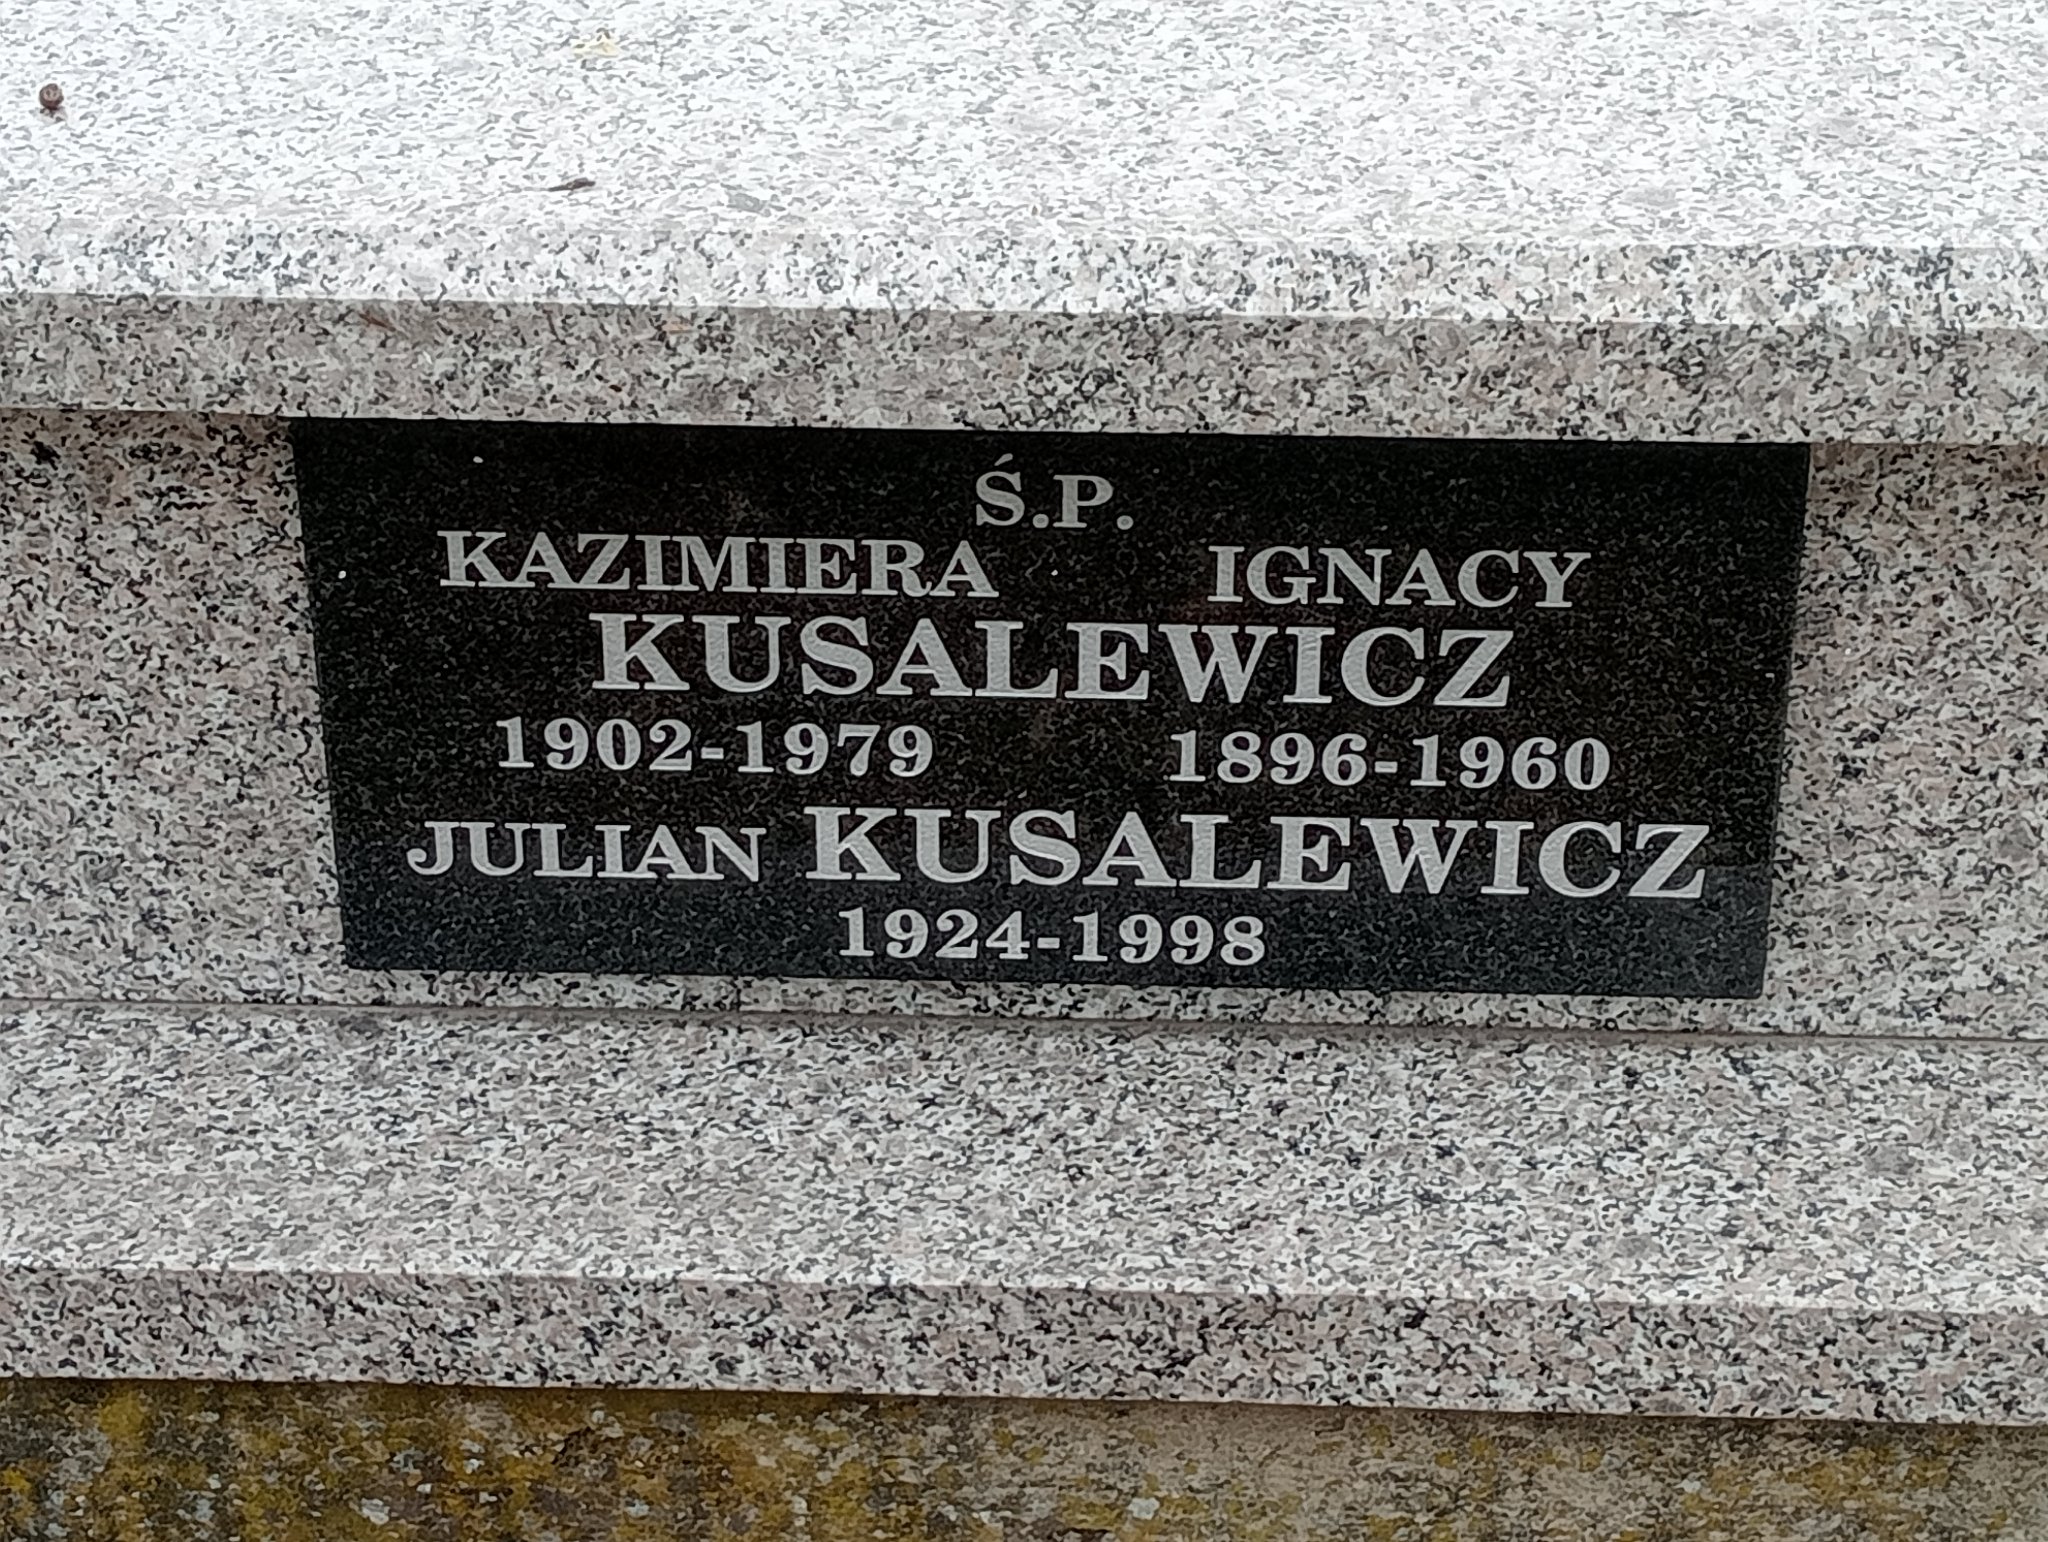 Ś.P.
KAZIMIERA IGNACY
KUSALEWICZ
1902-1979 1896-1960
JULIAN KUSALEWICZ
1924-1998